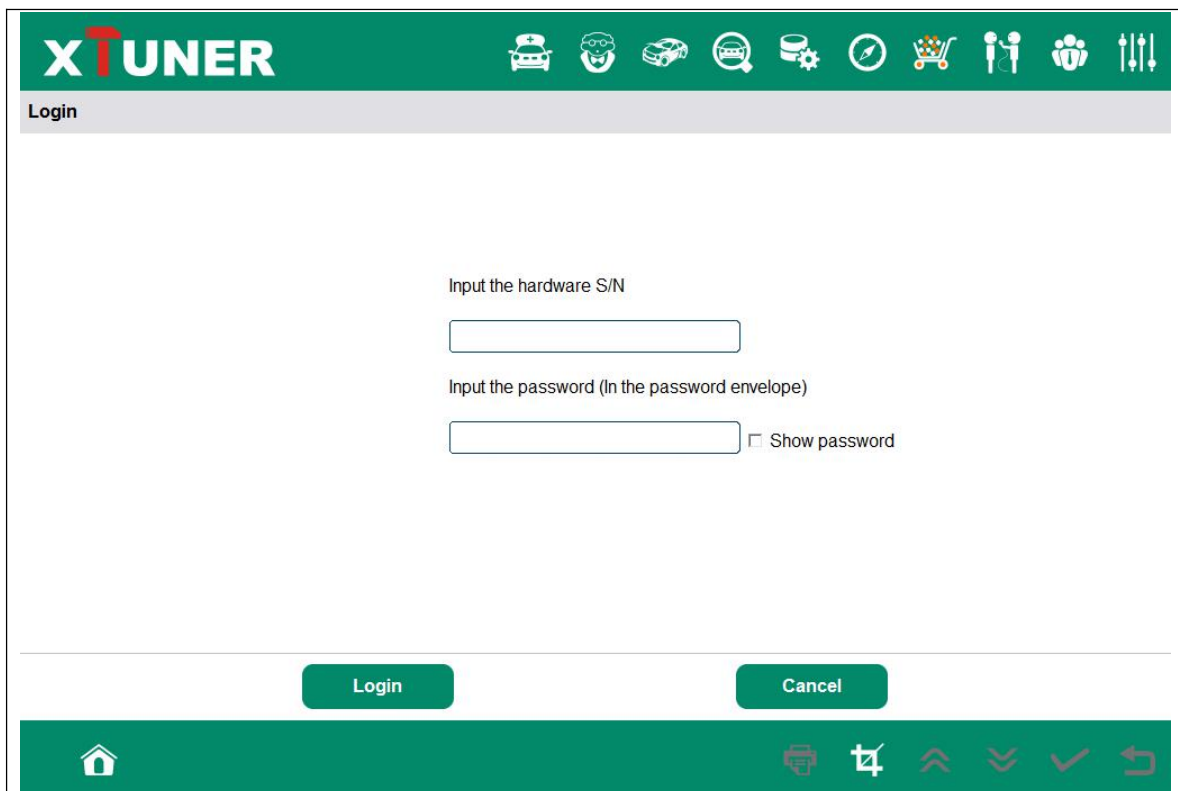 XTUNER
Login
Input the hardware S/N
Input the password (In the password envelope)
Show password
Login
Cancel